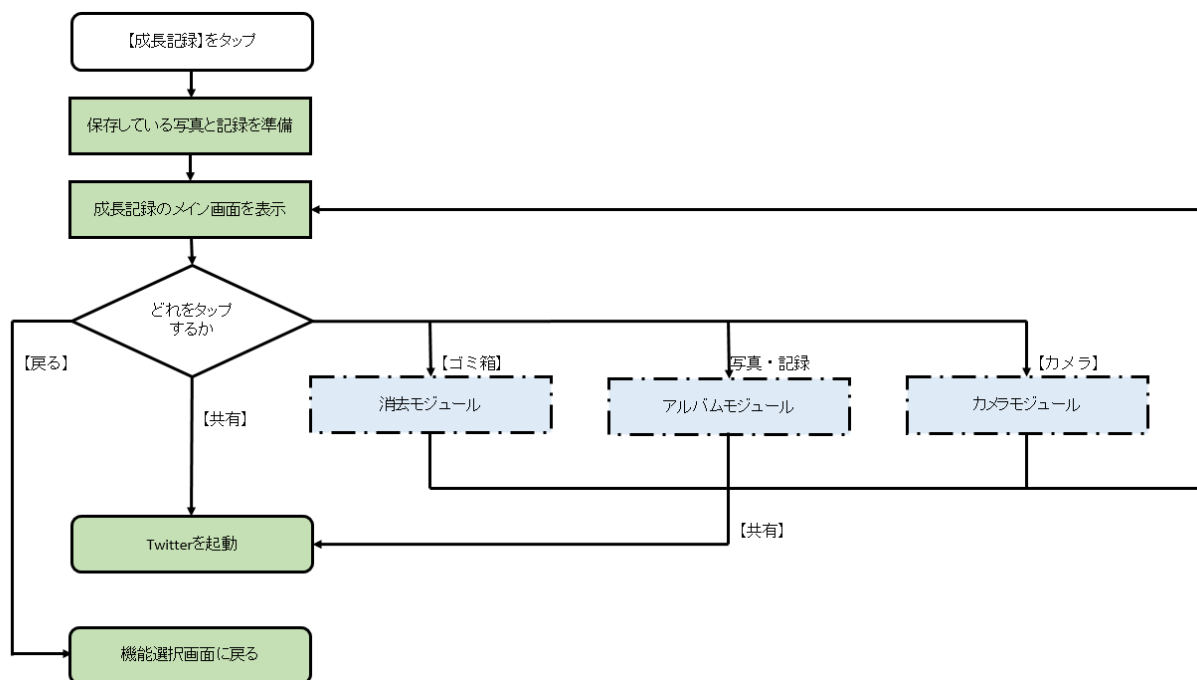 【成長記録】をタップ
保存している写真と記録を準備
成長記録のメイン画面を表示
どれをタップ
するか
【戻る】
【ゴミ箱】
写真・記録
【カメラ】
消去モジュール
アルバムモジュール
カメラモジュール
【共有】
【共有】
Twitterを起動
機能選択画面に戻る